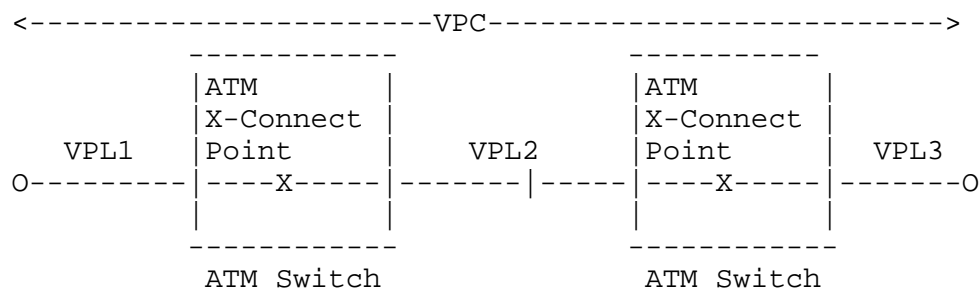 <-----------------------VPC-------------------------->
------------ -----------
|ATM | |ATM |
|X-Connect | |X-Connect |
VPL1 |Point | VPL2 |Point | VPL3
O---------|----X-----|-------|-----|----X-----|-------O
| | | |
------------ ------------
ATM Switch ATM Switch